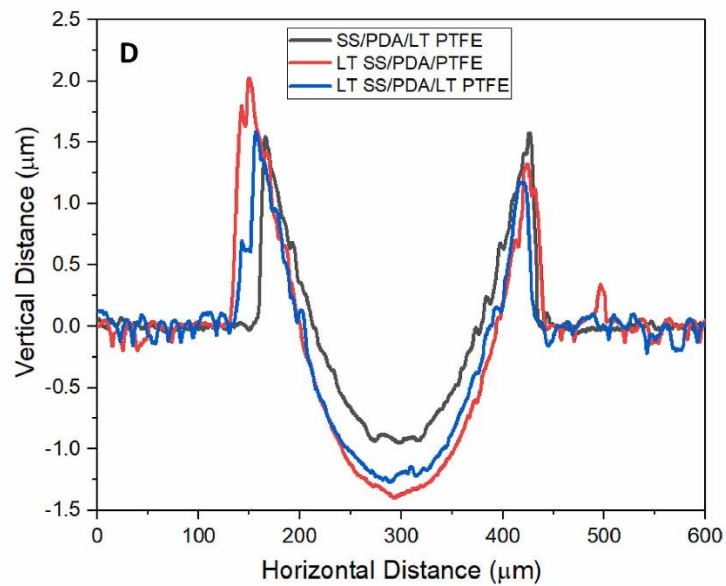 D
SS/PDA/LT PTFE
LT SS/PDA/PTFE
LT SS/PDA/LT PTFE
Vertical Distance (μm)
2.5
2.0
1.5
1.0
0.5
0.0
-0.5
-1.0
-1.5
0 100 200 300 400 500 600
Horizontal Distance (μm)